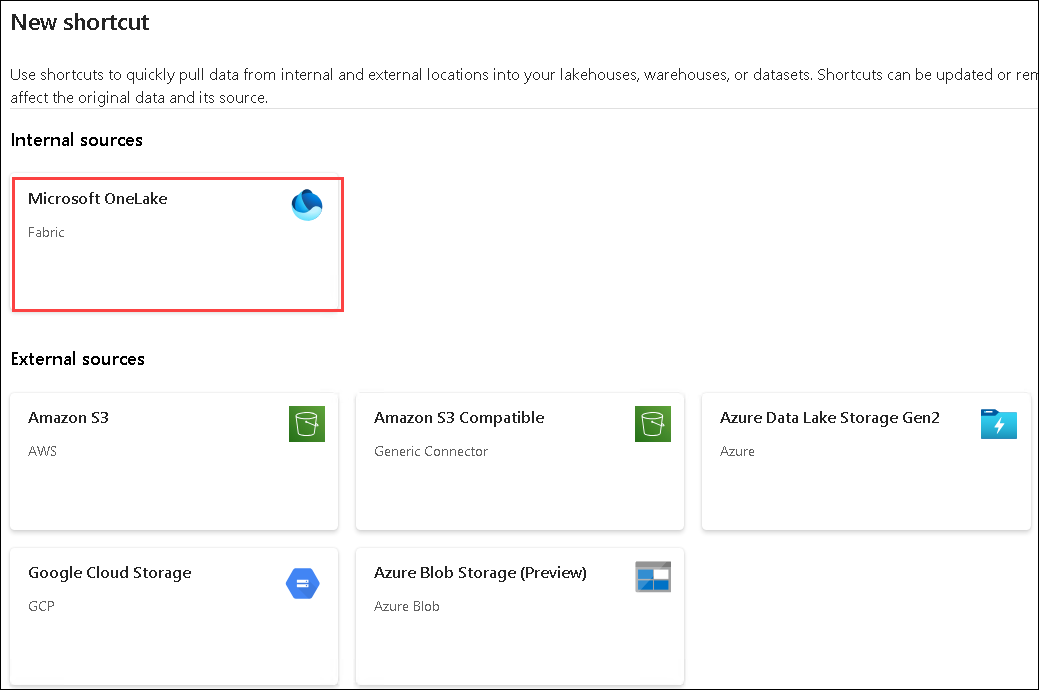 New shortcut
Use shortcuts to quickly pull data from internal and external locations into your lakehouses, warehouses, or datasets. Shortcuts can be updated or
affect the original data and its source.
Internal sources
Microsoft OneLake
Fabric
External sources
Amazon S3
AWS
Amazon S3 Compatible
Generic Connector
Azure Data Lake Storage Gen2
Azure
Google Cloud Storage
GCP
Azure Blob Storage (Preview)
Azure Blob